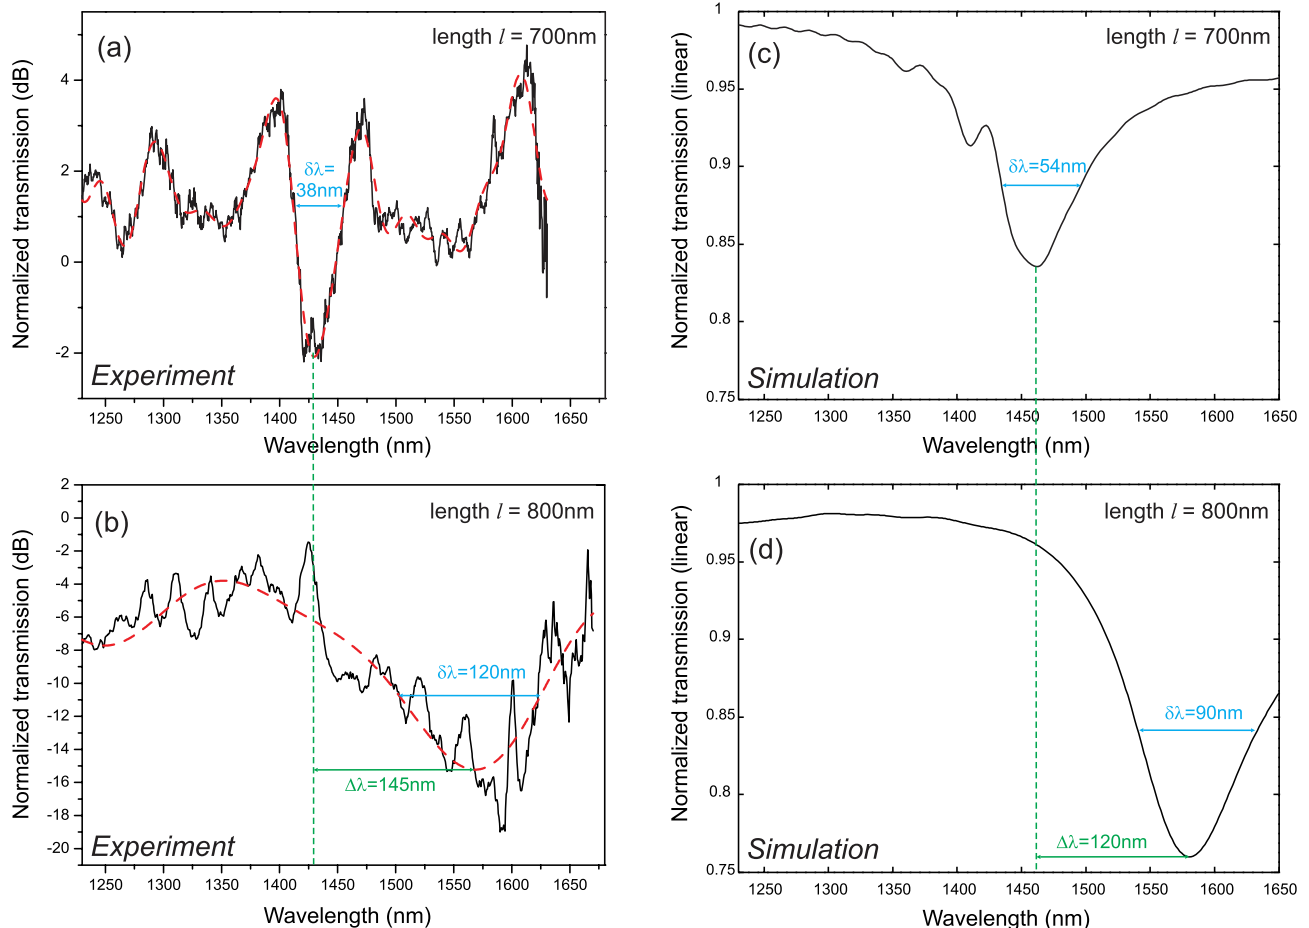 (a)
length l = 700nm
Normalized transmission (dB)
4
2
0
-2
δλ=
38nm
Experiment
1250 1300 1350 1400 1450 1500 1550 1600 1650
Wavelength (nm)
(c)
length l = 700nm
Normalized transmission (linear)
1
0.95
0.9
0.85
0.8
0.75
δλ=54nm
Simulation
1250 1300 1350 1400 1450 1500 1550 1600 1650
Wavelength (nm)
(b)
length l = 800nm
Normalized transmission (dB)
2
0
-2
-4
-6
-8
-10
-12
-14
-16
-18
-20
δλ=120nm
Δλ=145nm
Experiment
1250 1300 1350 1400 1450 1500 1550 1600 1650
Wavelength (nm)
(d)
length l = 800nm
Normalized transmission (linear)
1
0.95
0.9
0.85
0.8
0.75
δλ=90nm
Δλ=120nm
Simulation
1250 1300 1350 1400 1450 1500 1550 1600 1650
Wavelength (nm)